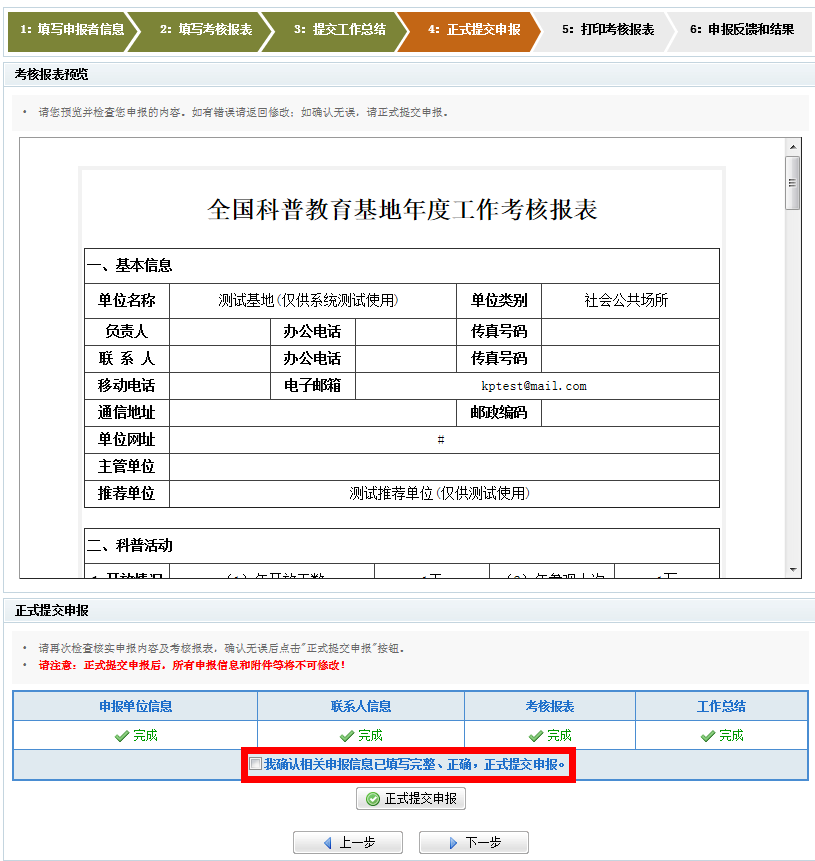 1: 填写申报者信息 2: 填写考核报表 3: 提交工作总结 4: 正式提交申报 5: 打印考核报表 6: 申报反馈和结果
考核报表预览
• 请您预览并检查您申报的内容。如有错误请返回修改；如确认无误，请正式提交申报。
全国科普教育基地年度工作考核报表
一、基本信息
单位名称 测试基地(仅供系统测试使用) 单位类别 社会公共场所
负责人 办公电话 传真号码
联 系 人 办公电话 传真号码
移动电话 电子邮箱 kptest@mail.com
通信地址 邮政编码
单位网址 #
主管单位
推荐单位 测试推荐单位(仅供测试使用)
二、科普活动
正式提交申报
• 请再次检查核实申报内容及考核报表，确认无误后点击"正式提交申报"按钮。
• 请注意：正式提交申报后，所有申报信息和附件等将不可修改！
申报单位信息 联系人信息 考核报表 工作总结
完成 完成 完成 完成
我确认相关申报信息已填写完整、正确，正式提交申报。
正式提交申报
上一步 下一步